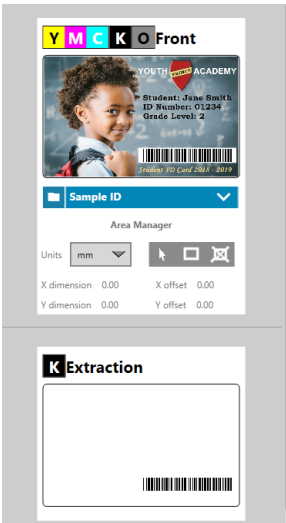 Y M C K O Front
YOUTH PROMISE ACADEMY
Student: Jane Smith
ID Number: 01234
Grade Level: 2
Student ID Card 2018 - 2019
Sample ID
Area Manager
Units mm
X dimension 0.00 X offset 0.00
Y dimension 0.00 Y offset 0.00
K Extraction